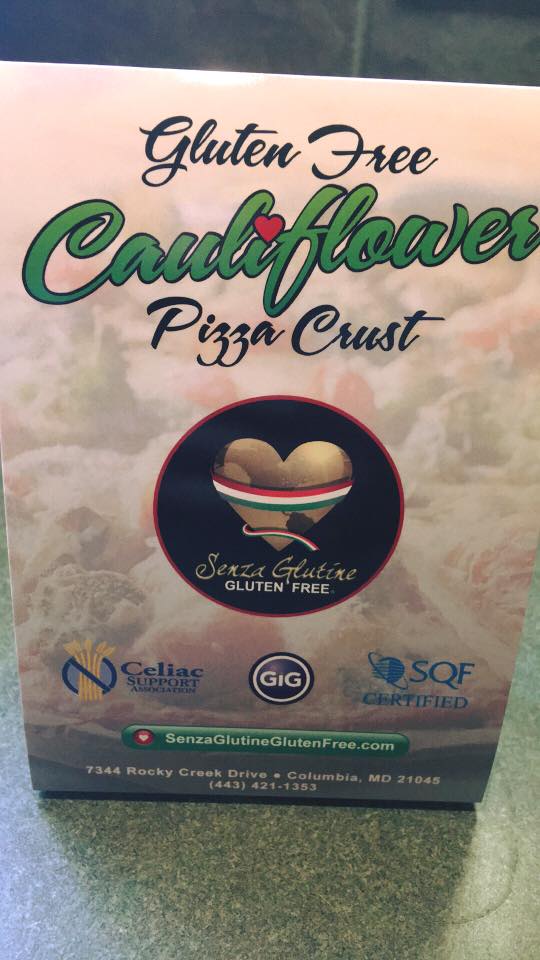 Gluten Free
Cauliflower
Pizza Crust
Senza Glutine
GLUTEN FREE
Celiac
SUPPORT
ASSOCIATION
GiG
SQF
CERTIFIED
SenzaGlutineGlutenFree.com
7344 Rocky Creek Drive • Columbia, MD 21045
(443) 421-1353